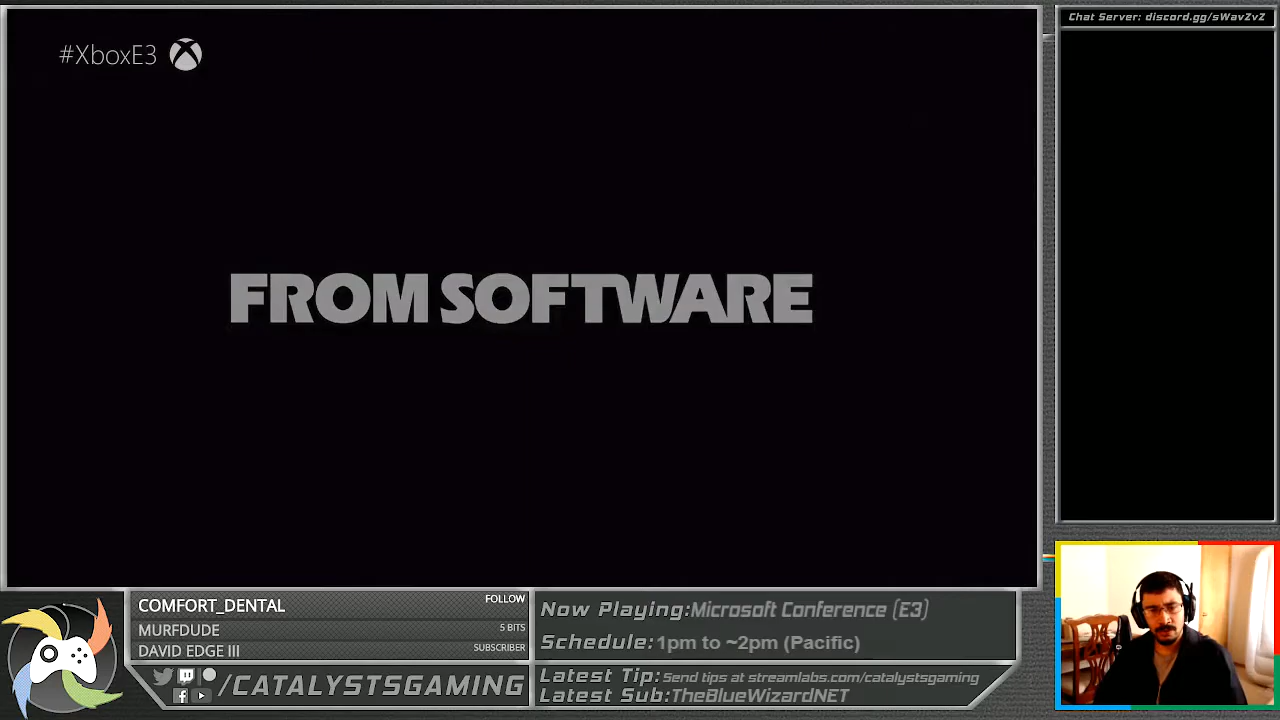 Chat Server: discord.gg/sWavZvZ
#XboxE3
FROM SOFTWARE
COMFORT_DENTAL FOLLOW
MURFDUDE 5 BITS
DAVID EDGE III SUBSCRIBER
/CATALYSTSGAMING
Now Playing:Microsoft Conference (E3)
Schedule:1pm to ~2pm (Pacific)
Latest Tip:Send tips at streamlabs.com/catalystsgaming
Latest Sub:TheBlueWizardNET